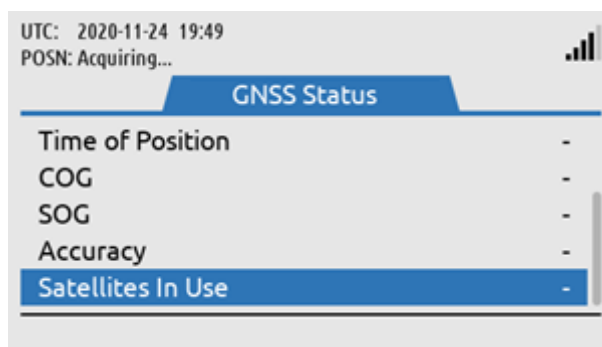 UTC: 2020-11-24 19:49
POSN: Acquiring...
GNSS Status
Time of Position -
COG -
SOG -
Accuracy -
Satellites In Use -